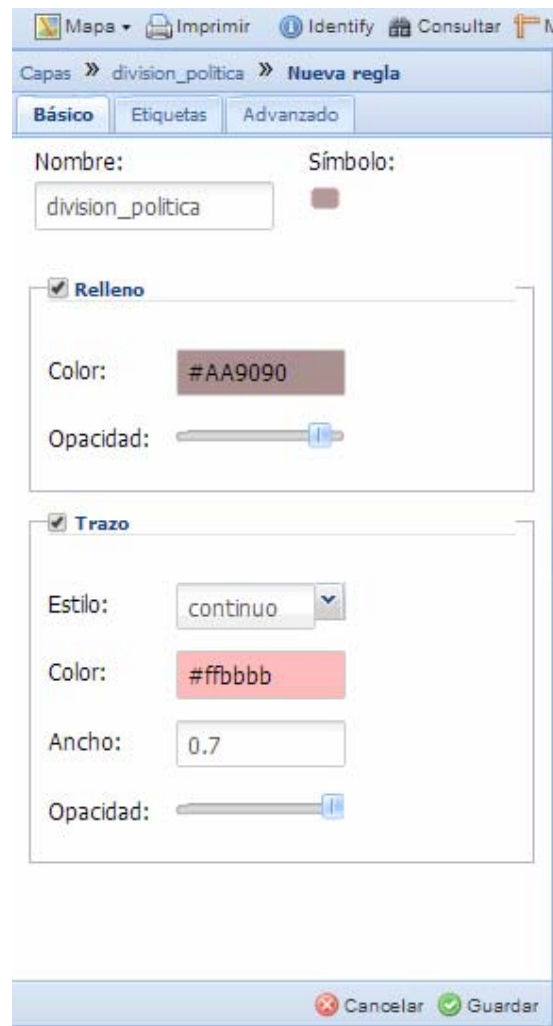 Mapa Imprimir Identify Consultar
Capas » division_politica » Nueva regla
Básico Etiquetas Advanzado
Nombre: Símbolo:
division_politica
Relleno
Color: #AA9090
Opacidad:
Trazo
Estilo: continuo
Color: #ffbbbb
Ancho: 0.7
Opacidad:
Cancelar Guardar